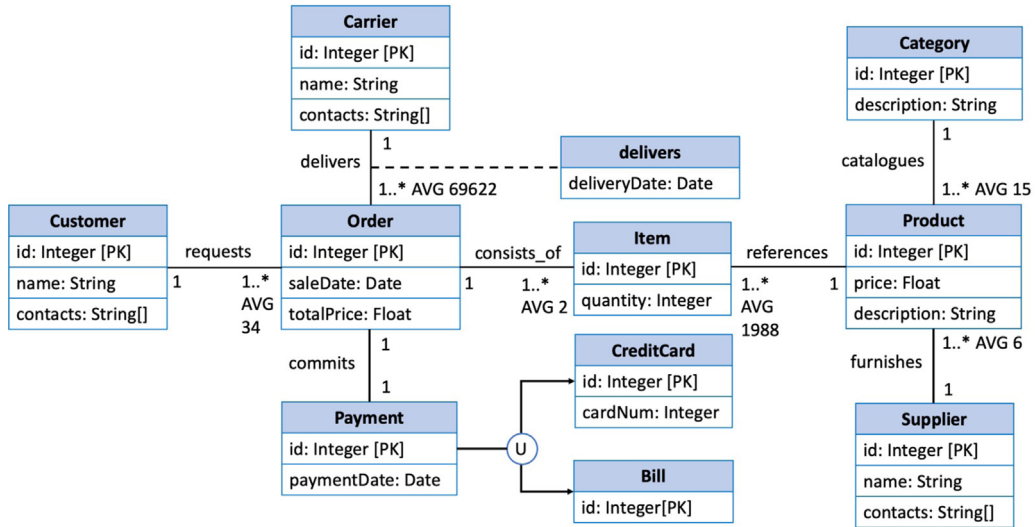 Carrier
id: Integer [PK]
name: String
contacts: String[]
1
delivers
1..* AVG 69622
delivers
deliveryDate: Date
Category
id: Integer [PK]
description: String
1
catalogues
1..* AVG 15
Customer
id: Integer [PK]
name: String
contacts: String[]
requests
1
1..*
AVG
34
Order
id: Integer [PK]
saleDate: Date
totalPrice: Float
consists_of
1
1..*
AVG 2
Item
id: Integer [PK]
quantity: Integer
references
1..*
AVG
1988
1
Product
id: Integer [PK]
price: Float
description: String
1
commits
1
1..* AVG 6
furnishes
1
Payment
id: Integer [PK]
paymentDate: Date
U
CreditCard
id: Integer [PK]
cardNum: Integer
Bill
id: Integer[PK]
Supplier
id: Integer [PK]
name: String
contacts: String[]